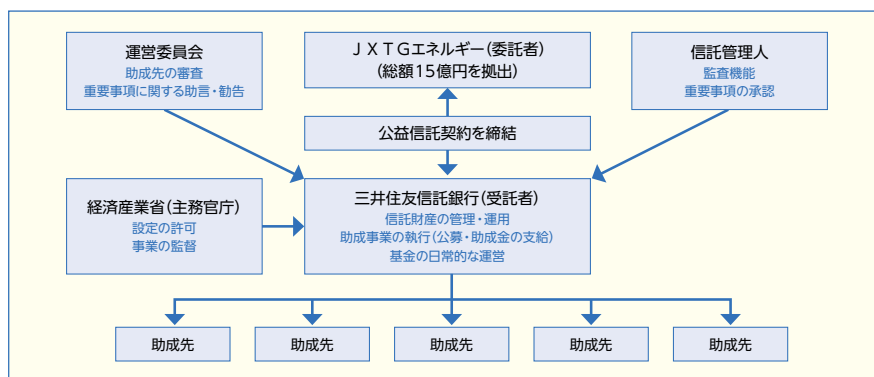 運営委員会
助成先の審査
重要事項に関する助言・勧告
ＪＸＴＧエネルギー（委託者）
（総額15億円を拠出）
信託管理人
監査機能
重要事項の承認
公益信託契約を締結
経済産業省（主務官庁）
設定の許可
事業の監督
三井住友信託銀行（受託者）
信託財産の管理・運用
助成事業の執行（公募・助成金の支給）
基金の日常的な運営
助成先
助成先
助成先
助成先
助成先